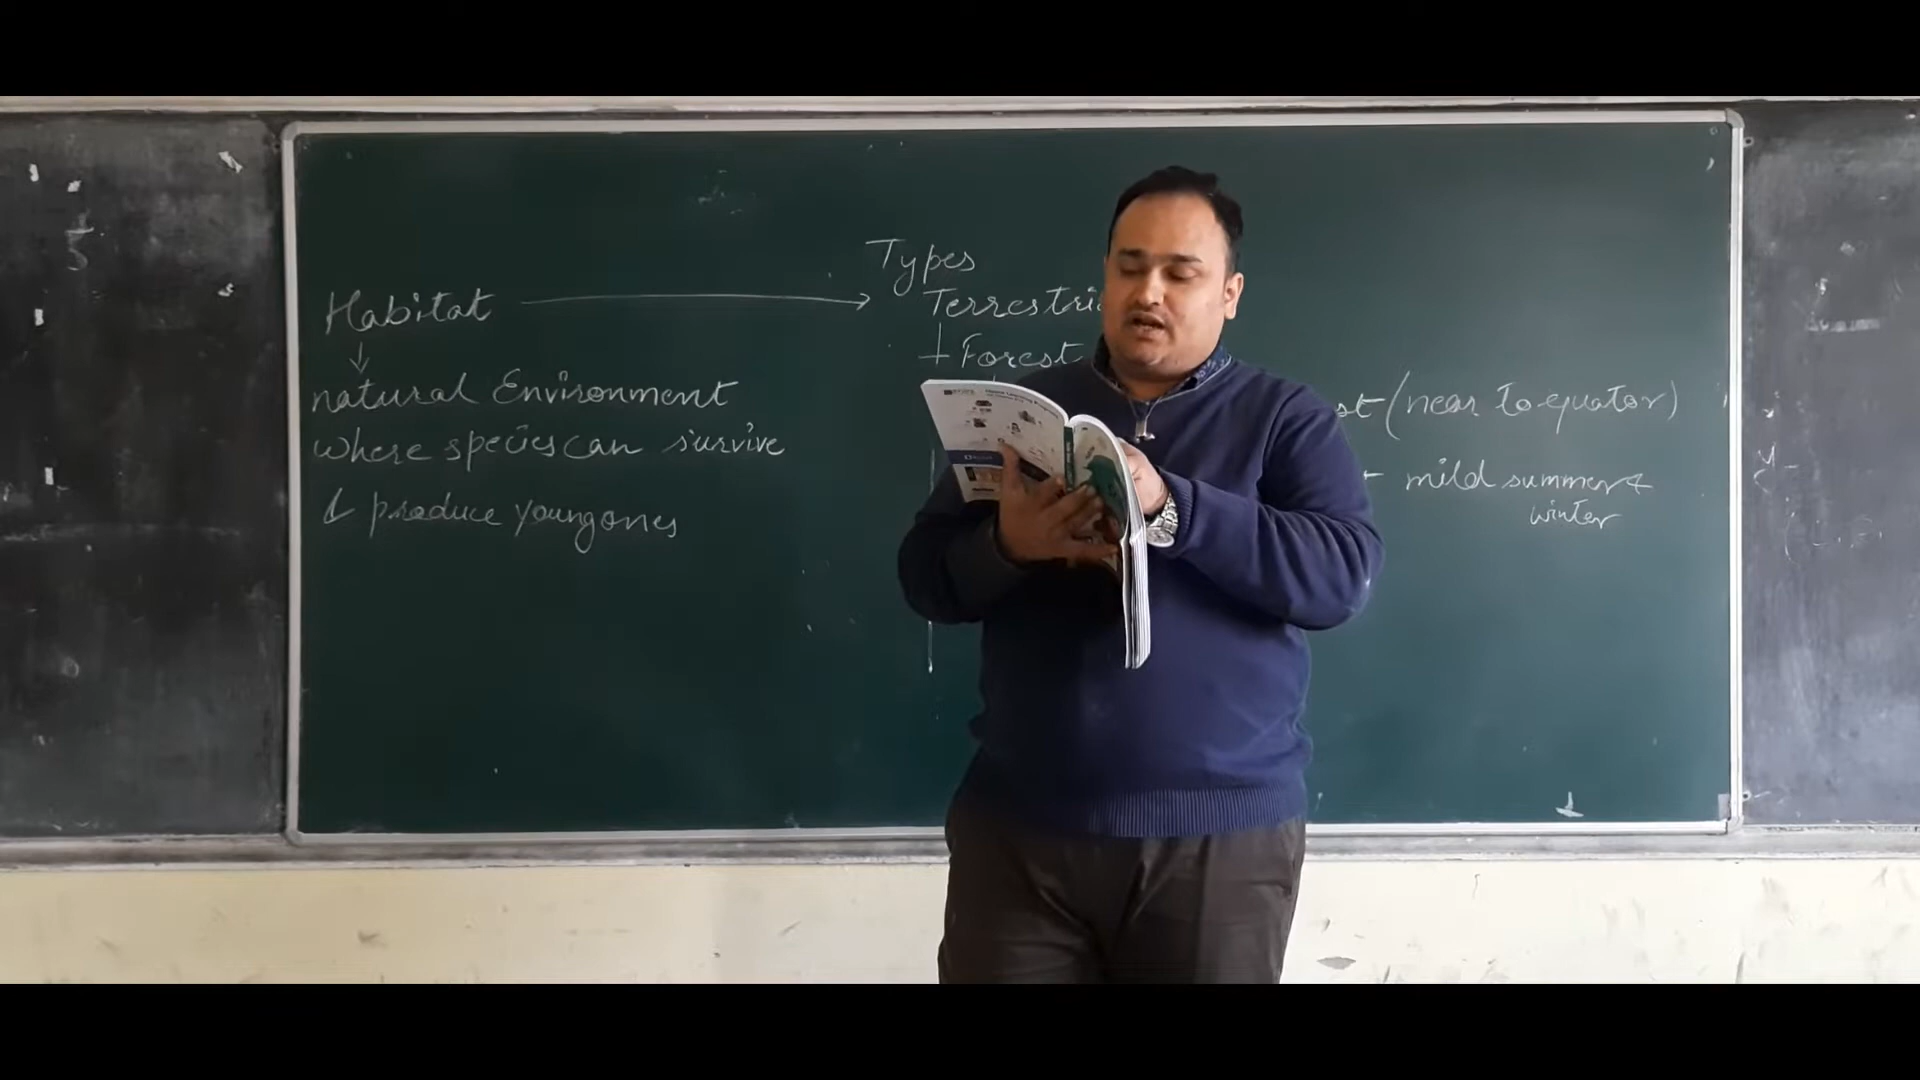 Types
Habitat
Terrestri
Forest
natural Environment
st (near to equator)
where species can survive
mild summer &
winter
& produce young ones